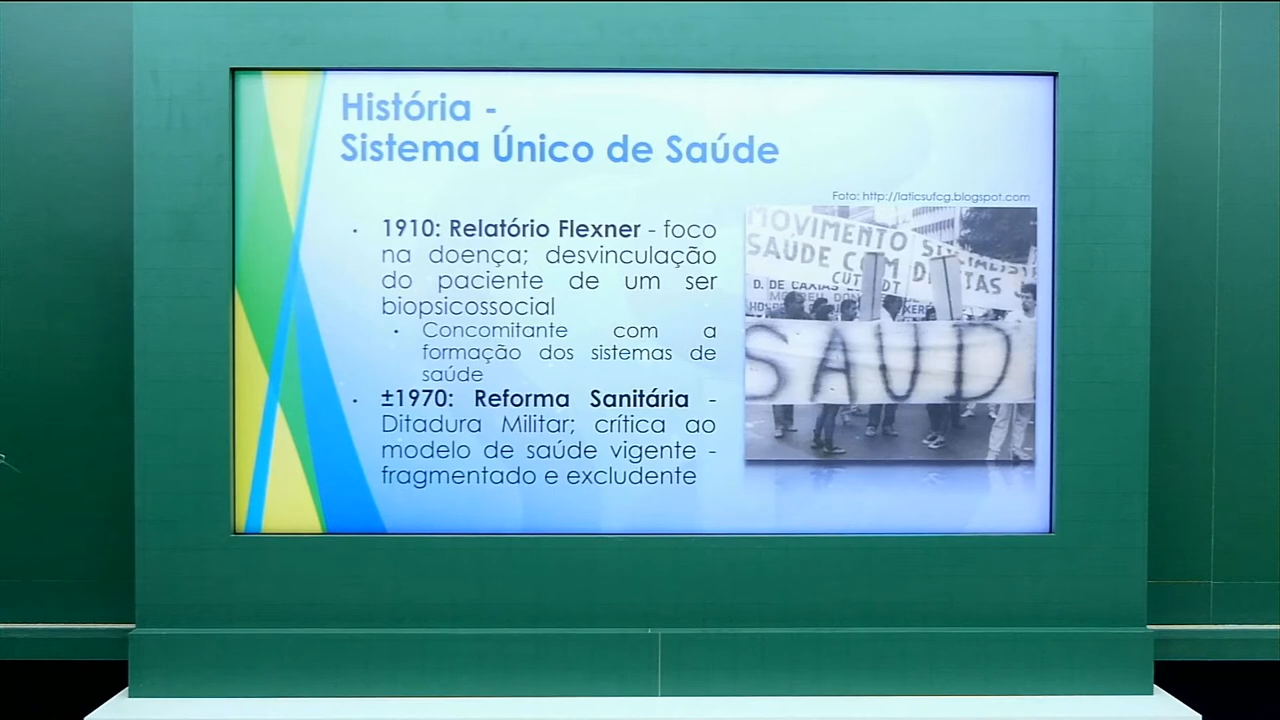 História -
Sistema Único de Saúde
Foto: http://laticsufcg.blogspot.com
1910: Relatório Flexner - foco
na doença; desvinculação
do paciente de um ser
biopsicossocial
Concomitante com a
formação dos sistemas de
saúde
±1970: Reforma Sanitária -
Ditadura Militar; crítica ao
modelo de saúde vigente -
fragmentado e excludente
MOVIMENTO
SAUDE
CUT
D. DE CAXIAS
SAUD